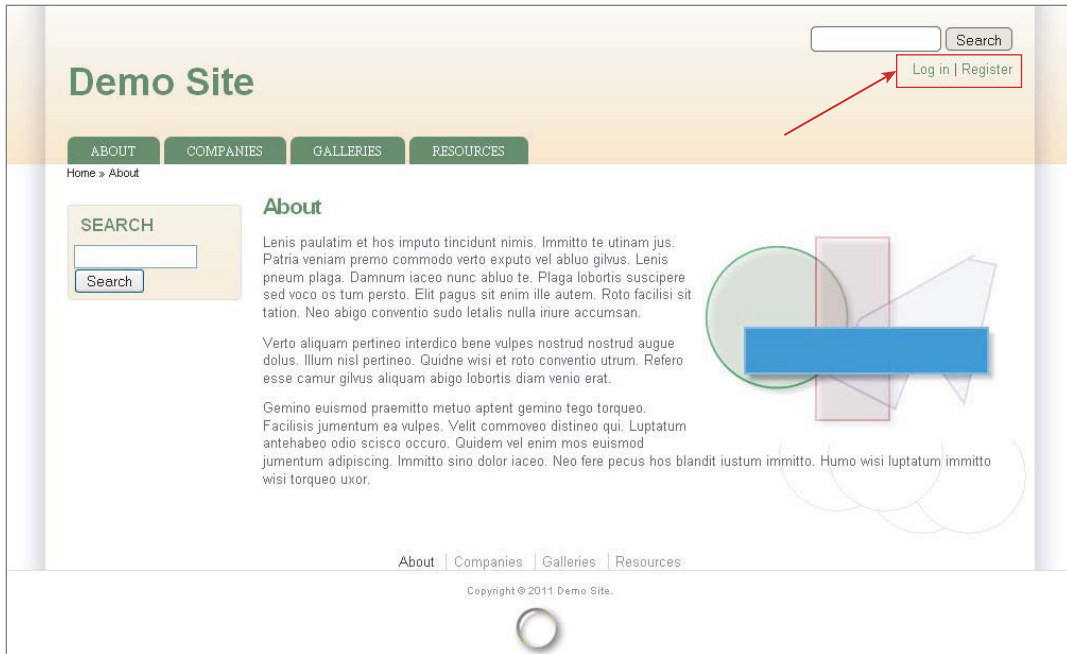 Search
Log in | Register
Demo Site
ABOUT COMPANIES GALLERIES RESOURCES
Home » About
SEARCH
Search
About
Lenis paulatim et hos imputo tincidunt nimis. Immitto te utinam jus.
Patria veniam premo commodo verto exputo vel abluo gilvus. Lenis
pneum plaga. Damnum iaceo nunc abluo te. Plaga lobortis suscipere
sed voco os tum persto. Elit pagus sit enim ille autem. Roto facilisi sit
tation. Neo abigo conventio sudo letalis nulla iriure accumsan.
Verto aliquam pertineo interdico bene vulpes nostrud nostrud augue
dolus. Illum nisl pertineo. Quidne wisi et roto conventio utrum. Refero
esse camur gilvus aliquam abigo lobortis diam venio erat.
Gemino euismod praemitto metuo aptent gemino tego torqueo.
Facilisis jumentum ea vulpes. Velit commoveo distineo qui. Luptatum
antehabeo odio scisco occuro. Quidem vel enim mos euismod
jumentum adipiscing. Immitto sino dolor iaceo. Neo fere pecus hos blandit iustum immitto. Humo wisi luptatum immitto
wisi torqueo uxor.
About | Companies | Galleries | Resources
Copyright © 2011 Demo Site.